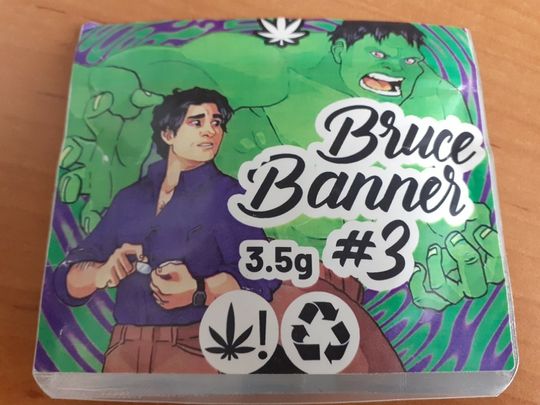 Bruce
Banner
3.5g #3
!